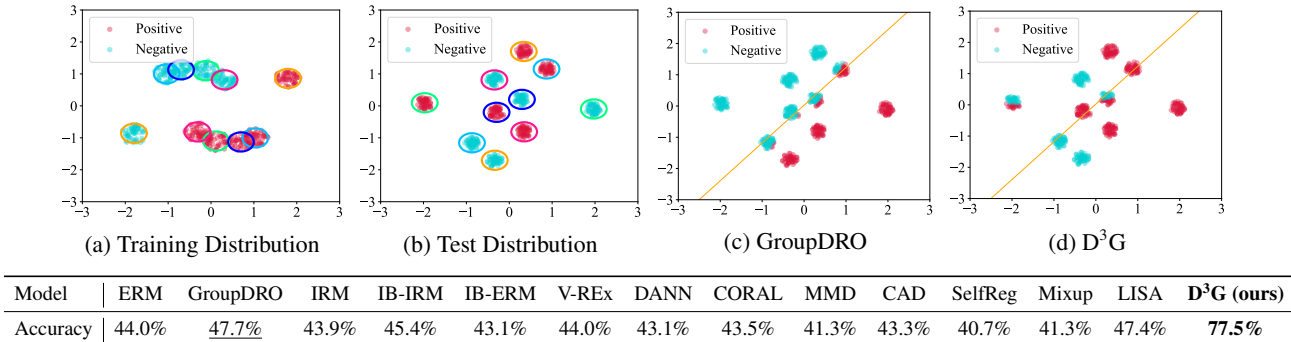 3
2
1
0
−1
−2
−3
Positive
Negative
−3 −2 −1 0 1 2 3
(a) Training Distribution
3
2
1
0
−1
−2
−3
Positive
Negative
−3 −2 −1 0 1 2 3
(b) Test Distribution
3
2
1
0
−1
−2
−3
Positive
Negative
−3 −2 −1 0 1 2 3
(c) GroupDRO
3
2
1
0
−1
−2
−3
Positive
Negative
−3 −2 −1 0 1 2 3
(d) D³G
Model ERM GroupDRO IRM IB-IRM IB-ERM V-REx DANN CORAL MMD CAD SelfReg Mixup LISA D³G (ours)
Accuracy 44.0% 47.7% 43.9% 45.4% 43.1% 44.0% 43.1% 43.5% 41.3% 43.3% 40.7% 41.3% 47.4% 77.5%